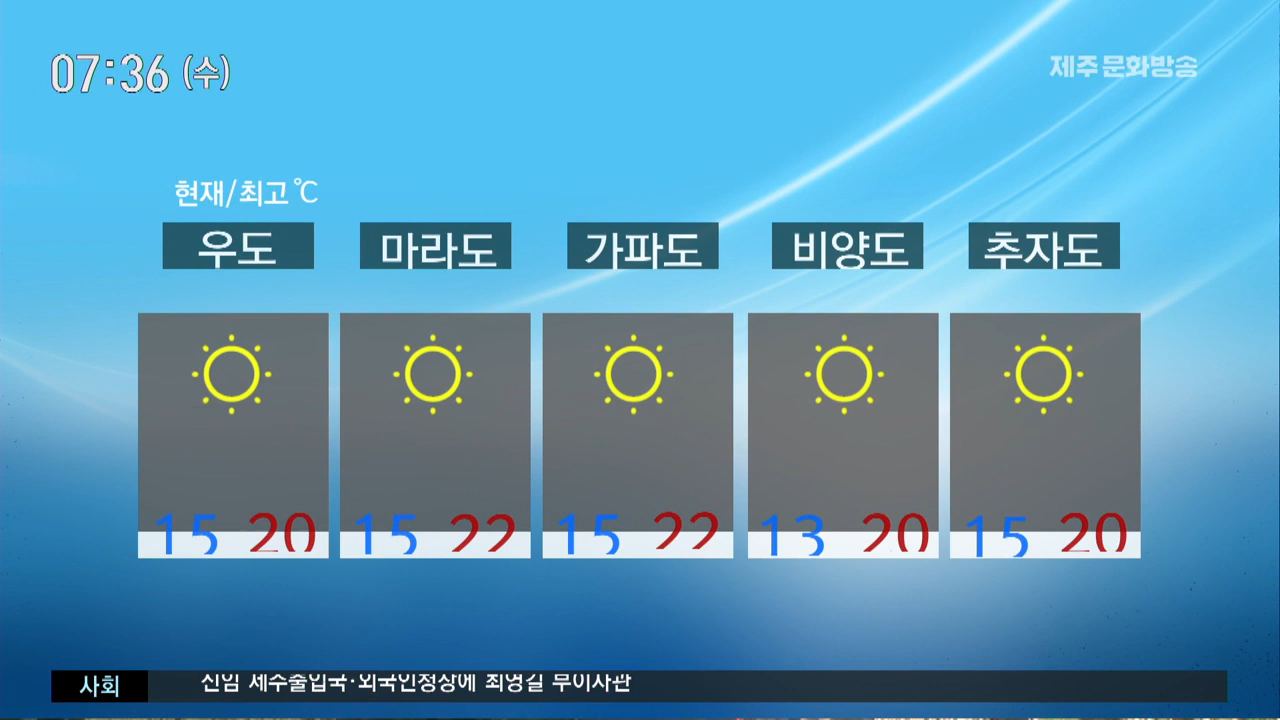 07:36 (수)
제주문화방송
현재/최고 ℃
우도 마라도 가파도 비양도 추자도
15 20 15 22 15 22 13 20 15 20
사회 신임 제주출입국·외국인청장에 최영길 부이사관